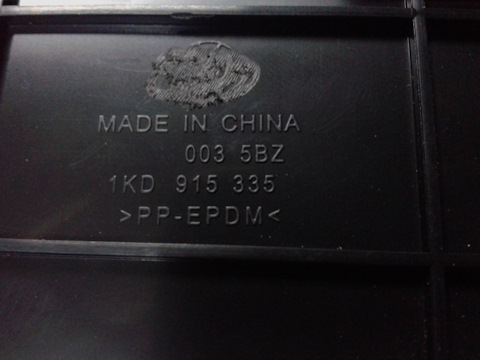 MADE IN CHINA
003 5BZ
1KD 915 335
>PP-EPDM<